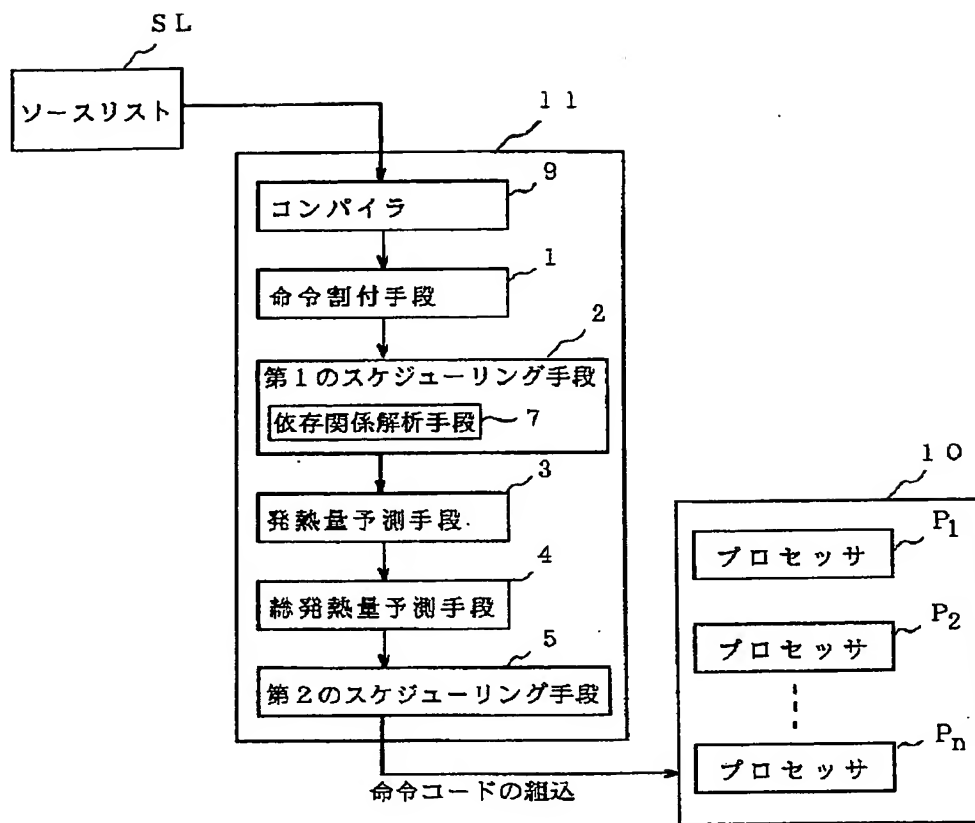 SL
ソースリスト
11
コンパイラ
9
命令割付手段
1
第1のスケジューリング手段
2
依存関係解析手段
7
発熱量予測手段
3
総発熱量予測手段
4
第2のスケジューリング手段
5
命令コードの組込
10
プロセッサ
P1
プロセッサ
P2
プロセッサ
Pn